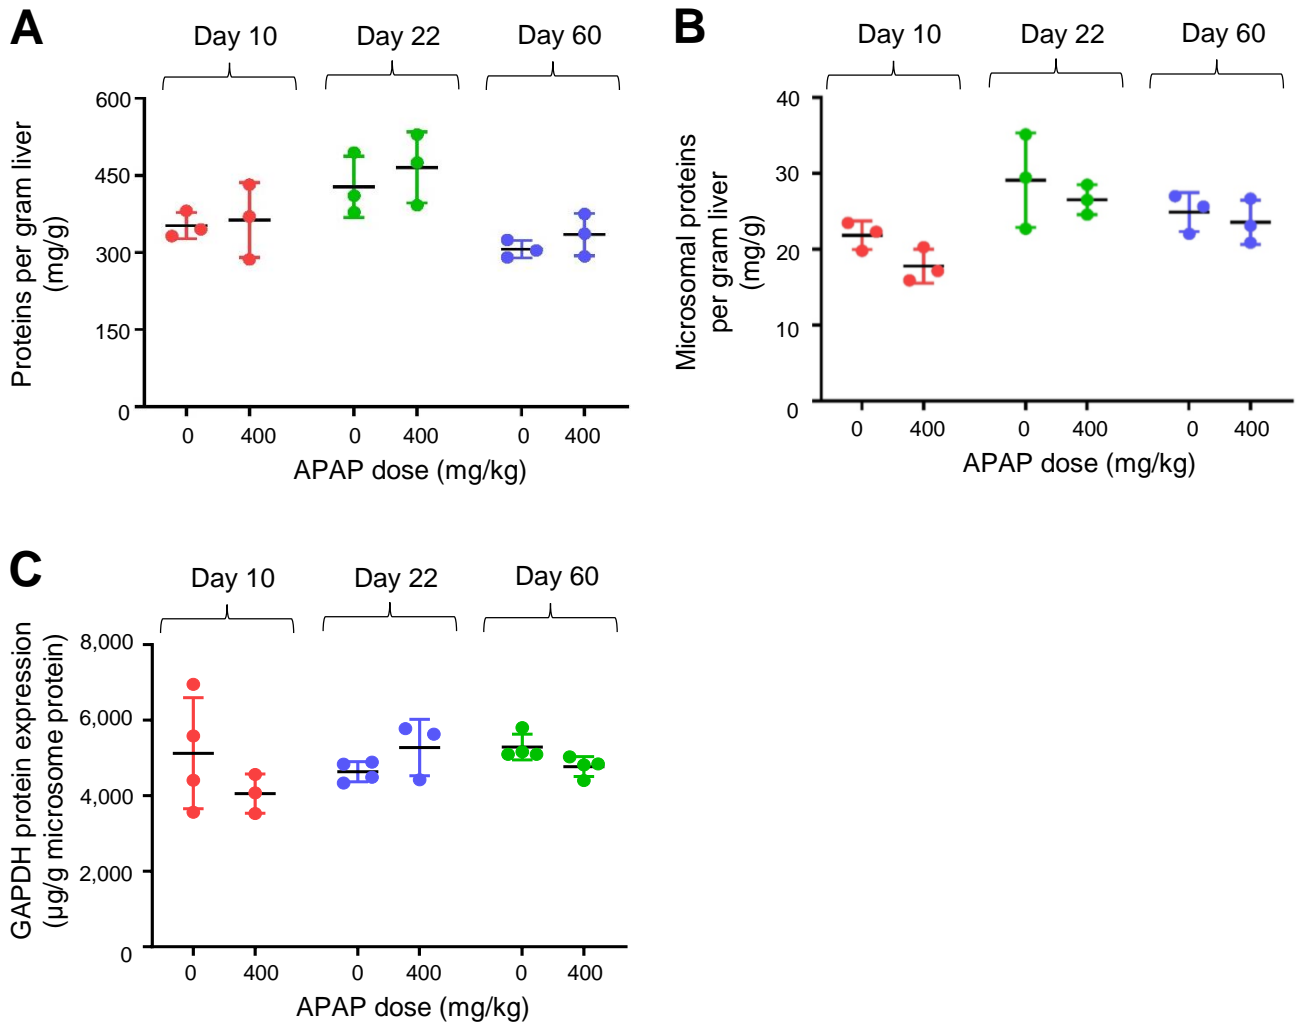 A
Day 10
Day 22
Day 60
Proteins per gram liver
(mg/g)
600
450
300
150
0
0
400
0
400
0
400
APAP dose (mg/kg)
B
Day 10
Day 22
Day 60
Microsomal proteins
per gram liver
(mg/g)
40
30
20
10
0
0
400
0
400
0
400
APAP dose (mg/kg)
C
Day 10
Day 22
Day 60
GAPDH protein expression
(μg/g microsome protein)
8,000
6,000
4,000
2,000
0
0
400
0
400
0
400
APAP dose (mg/kg)